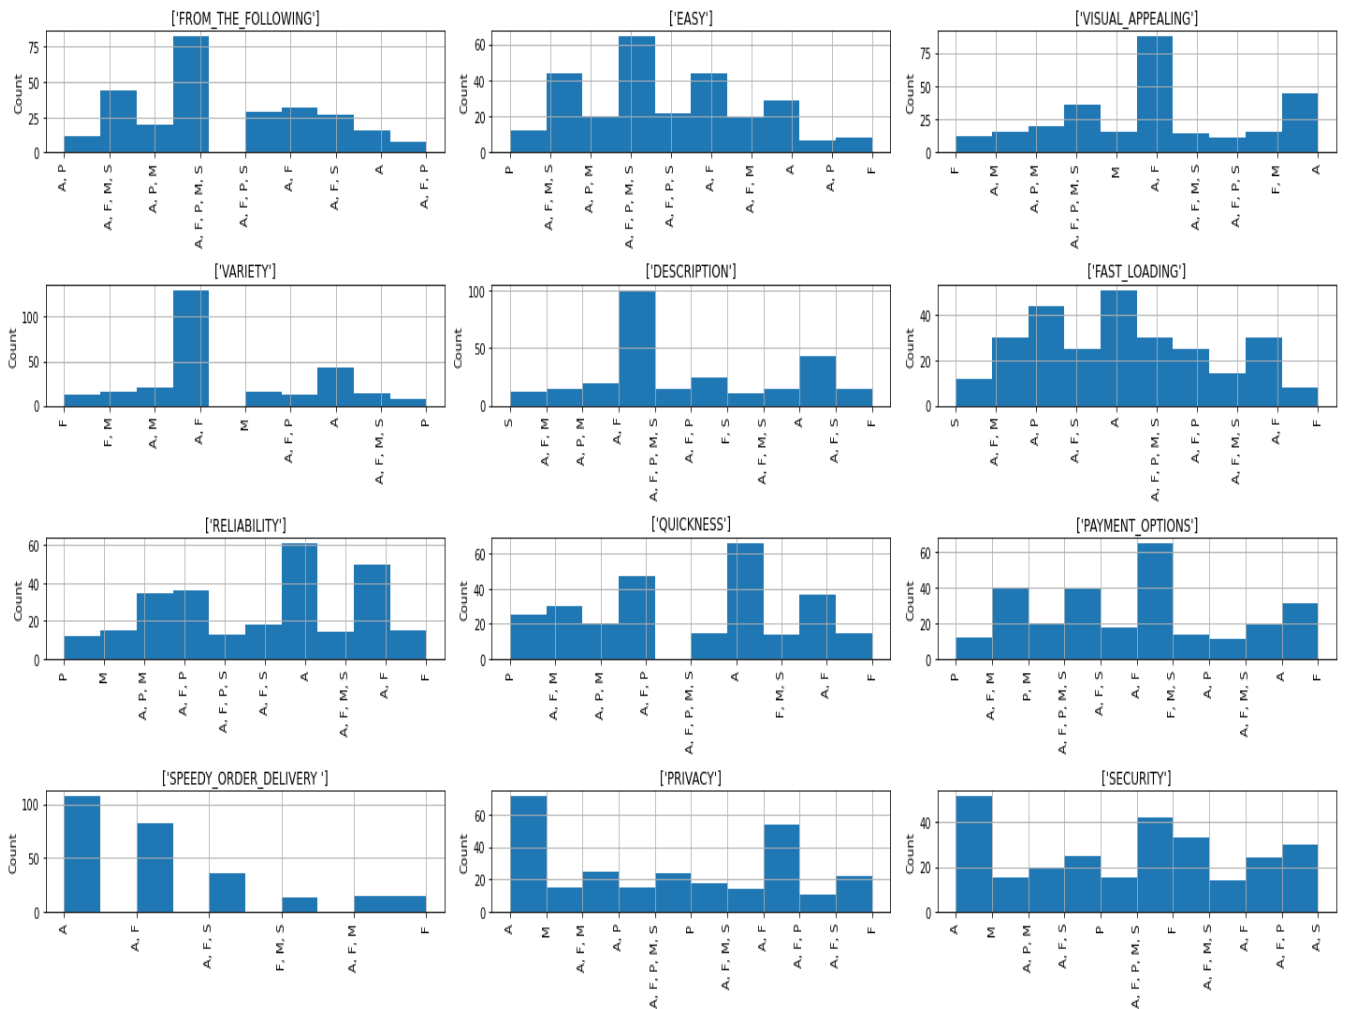 ['FROM_THE_FOLLOWING']
Count
75
50
25
0
A, P
A, F, M, S
A, P, M
A, F, P, M, S
A, F, P, S
A, F
A, F, S
A
A, F, P
['EASY']
Count
60
40
20
0
P
A, F, M, S
A, P, M
A, F, P, M, S
A, F, P, S
A, F
A, F, M
A
A, P
F
['VISUAL_APPEALING']
Count
75
50
25
0
F
A, M
A, P, M
A, F, P, M, S
M
A, F
A, F, M, S
A, F, P, S
F, M
A
['VARIETY']
Count
100
50
0
F
F, M
A, M
A, F
M
A, F, P
A
A, F, M, S
P
['DESCRIPTION']
Count
100
50
0
S
A, F, M
A, P, M
A, F
A, F, P, M, S
A, F, P
F, S
A, F, M, S
A
F
['FAST_LOADING']
Count
40
20
0
S
A, F, M
A, P
A, F, S
A
A, F, P, M, S
A, F, P
A, F, M, S
A, F
F
['RELIABILITY']
Count
60
40
20
0
P
M
A, P, M
A, F, P
A, F, P, S
A, F, S
A
A, F, M, S
A, F
F
['QUICKNESS']
Count
60
40
20
0
P
A, F, M
A, P, M
A, F, P
A, F, P, M, S
A
F, M, S
A, F
F
['PAYMENT_OPTIONS']
Count
60
40
20
0
P
A, F, M
P, M
A, F, P, M, S
A, F, S
A, F
F, M, S
A, P
A, F, M, S
A
F
['SPEEDY_ORDER_DELIVERY ']
Count
100
50
0
A
A, F
A, F, S
F, M, S
A, F, M
F
['PRIVACY']
Count
60
40
20
0
A
M
A, F, M
A, P
A, F, P, M, S
P
A, F, M, S
A, F
A, F, P
A, F, S
F
['SECURITY']
Count
40
20
0
A
M
A, P, M
A, F, S
P
A, F, P, M, S
F
A, F, M, S
A, F
A, F, P
A, S